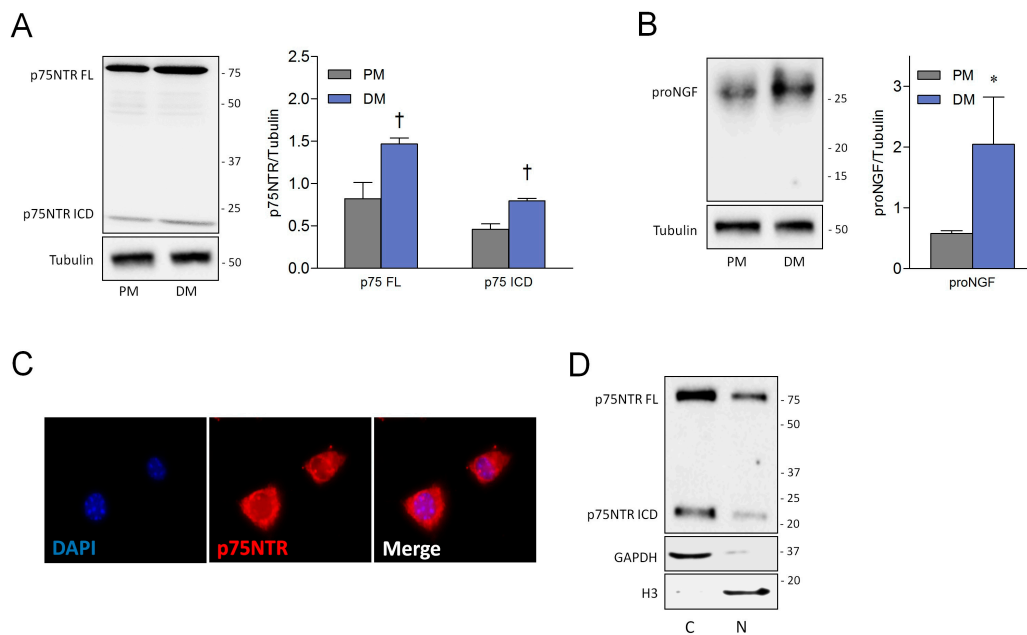 A
p75NTR FL
- 75
- 50
- 37
- 25
p75NTR ICD
Tubulin
- 50
PM
DM
p75NTR/Tubulin
2.5
2.0
1.5
1.0
0.5
0.0
PM
DM
†
†
p75 FL
p75 ICD
B
proNGF
- 25
- 20
- 15
Tubulin
- 50
PM
DM
proNGF/Tubulin
3
2
1
0
PM
DM
*
proNGF
C
DAPI
p75NTR
Merge
D
p75NTR FL
- 75
- 50
- 37
- 25
p75NTR ICD
- 20
GAPDH
- 37
- 20
H3
C
N